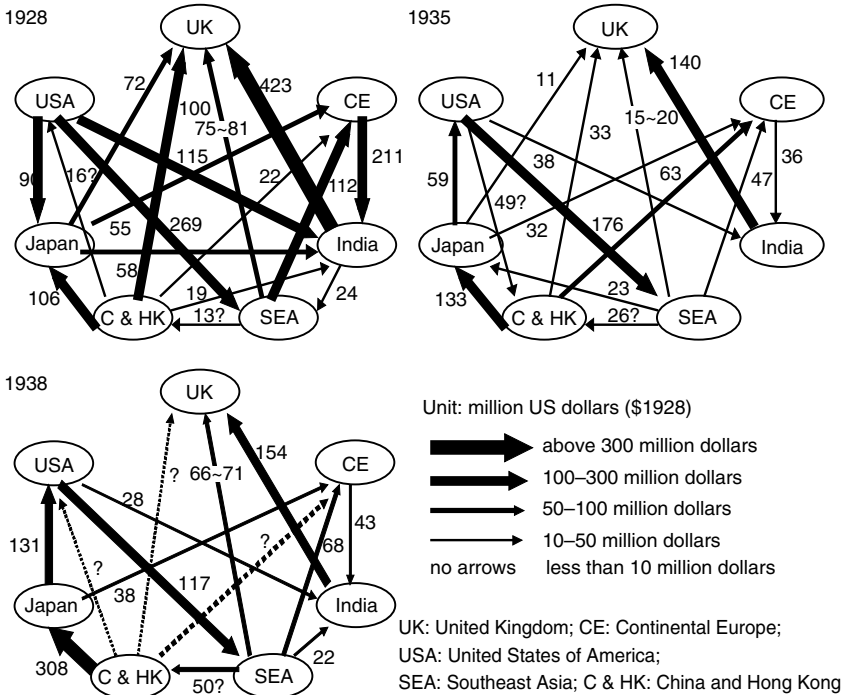 1928
UK
USA
CE
Japan
India
C & HK
SEA
72
100
423
75~81
90
16?
115
22
112
211
55
269
58
106
19
13?
24
1935
UK
USA
CE
Japan
India
C & HK
SEA
11
140
33
15~20
38
63
36
59
49?
47
32
176
133
23
26?
1938
UK
USA
CE
Japan
India
C & HK
SEA
?
154
66~71
28
43
131
?
?
68
38
117
308
50?
22
Unit: million US dollars ($1928)
above 300 million dollars
100–300 million dollars
50–100 million dollars
10–50 million dollars
no arrows less than 10 million dollars
UK: United Kingdom; CE: Continental Europe;
USA: United States of America;
SEA: Southeast Asia; C & HK: China and Hong Kong